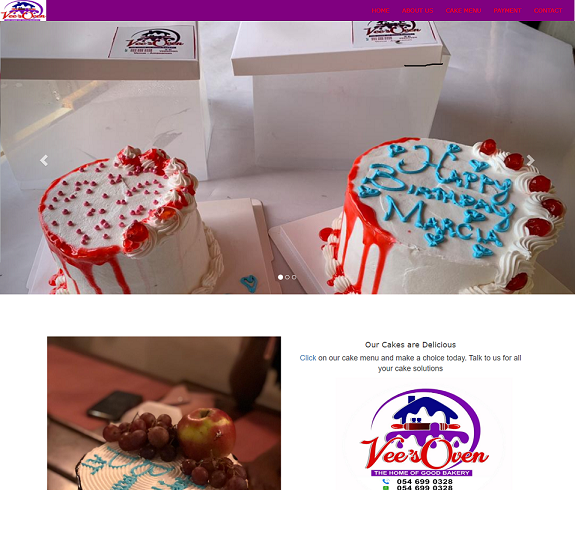 Vee's Oven
HOME ABOUT US CAKE MENU PAYMENT CONTACT
Vee's Oven
Vee's Oven
Happy
Birthday
Marcia
Our Cakes are Delicious
Click on our cake menu and make a choice today. Talk to us for all
your cake solutions
Vee's Oven
THE HOME OF GOOD BAKERY
054 699 0328
054 699 0328